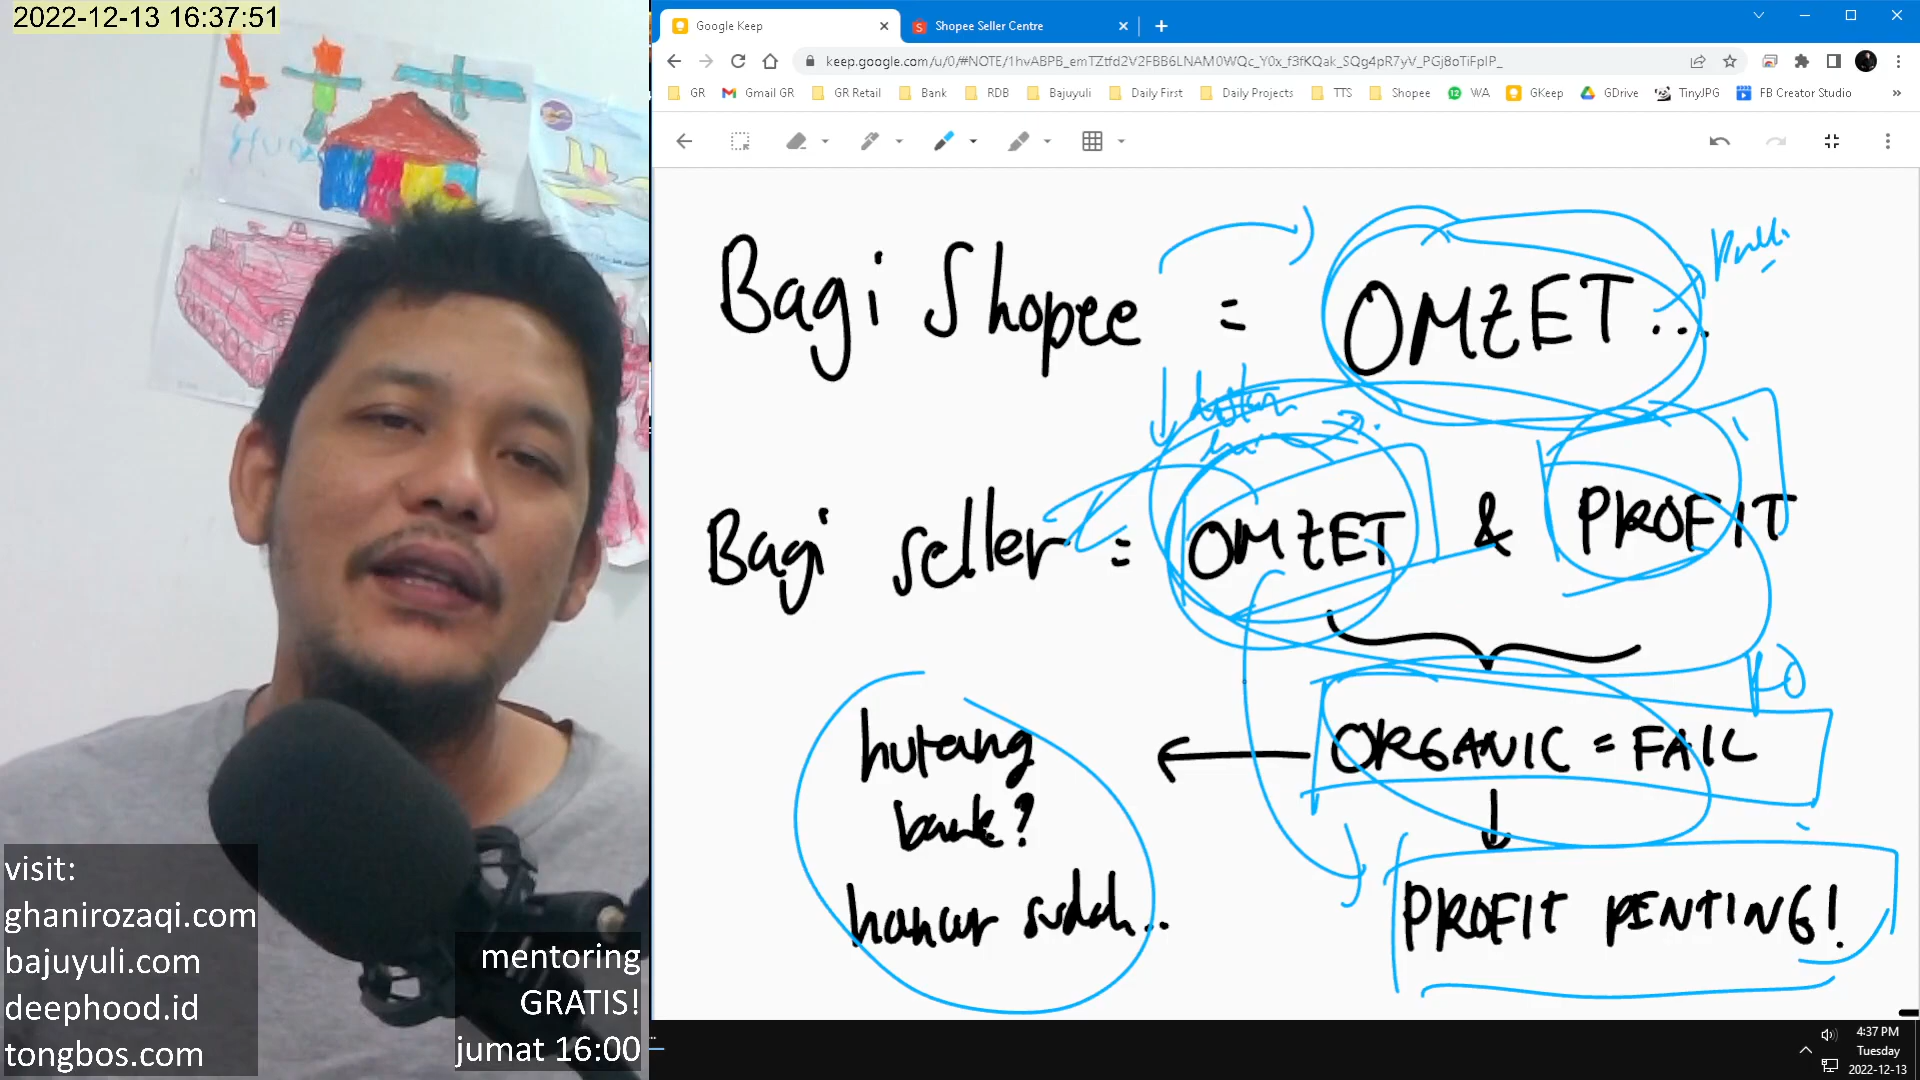 2022-12-13 16:37:51
Google Keep
Shopee Seller Centre
keep.google.com/u/0/#NOTE/1hvABPB_emTZtfd2V2FBB6LNAM0WQc_Y0x_f3fKQak_SQg4pR7yV_PGj8oTiFpIP_
GR
Gmail GR
GR Retail
Bank
RDB
Bajuyuli
Daily First
Daily Projects
TTS
Shopee
12
WA
GKeep
GDrive
TinyJPG
FB Creator Studio
»
Bagi Shopee = OMZET...
Bagi seller = OMZET & PROFIT
hutang
bank?
hancur sudah..
ORGANIC = FAIL
PROFIT PENTING!
visit:
ghanirozaqi.com
bajuyuli.com
deephood.id
tongbos.com
mentoring
GRATIS!
jumat 16:00
4:37 PM
Tuesday
2022-12-13